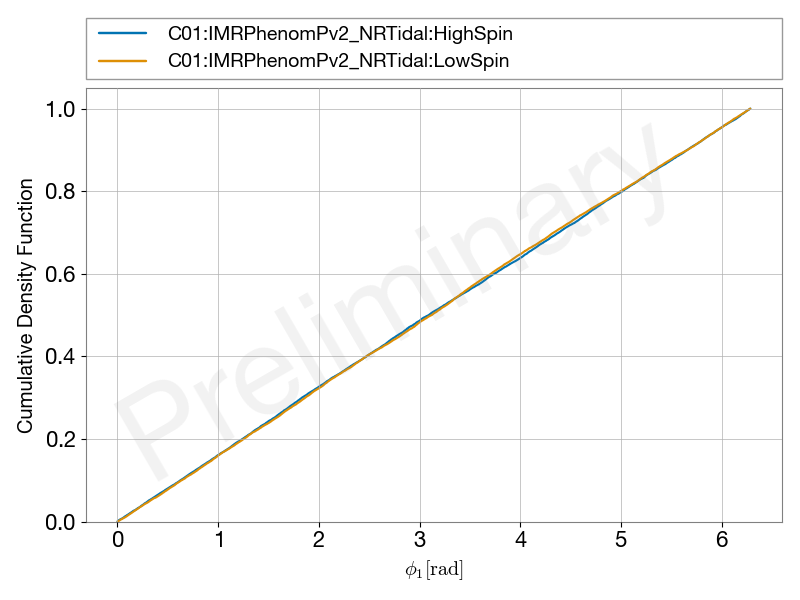 C01:IMRPhenomPv2_NRTidal:HighSpin
C01:IMRPhenomPv2_NRTidal:LowSpin
1.0
0.8
0.6
0.4
0.2
0.0
Cumulative Density Function
Preliminary
0 1 2 3 4 5 6
ϕ₁[rad]